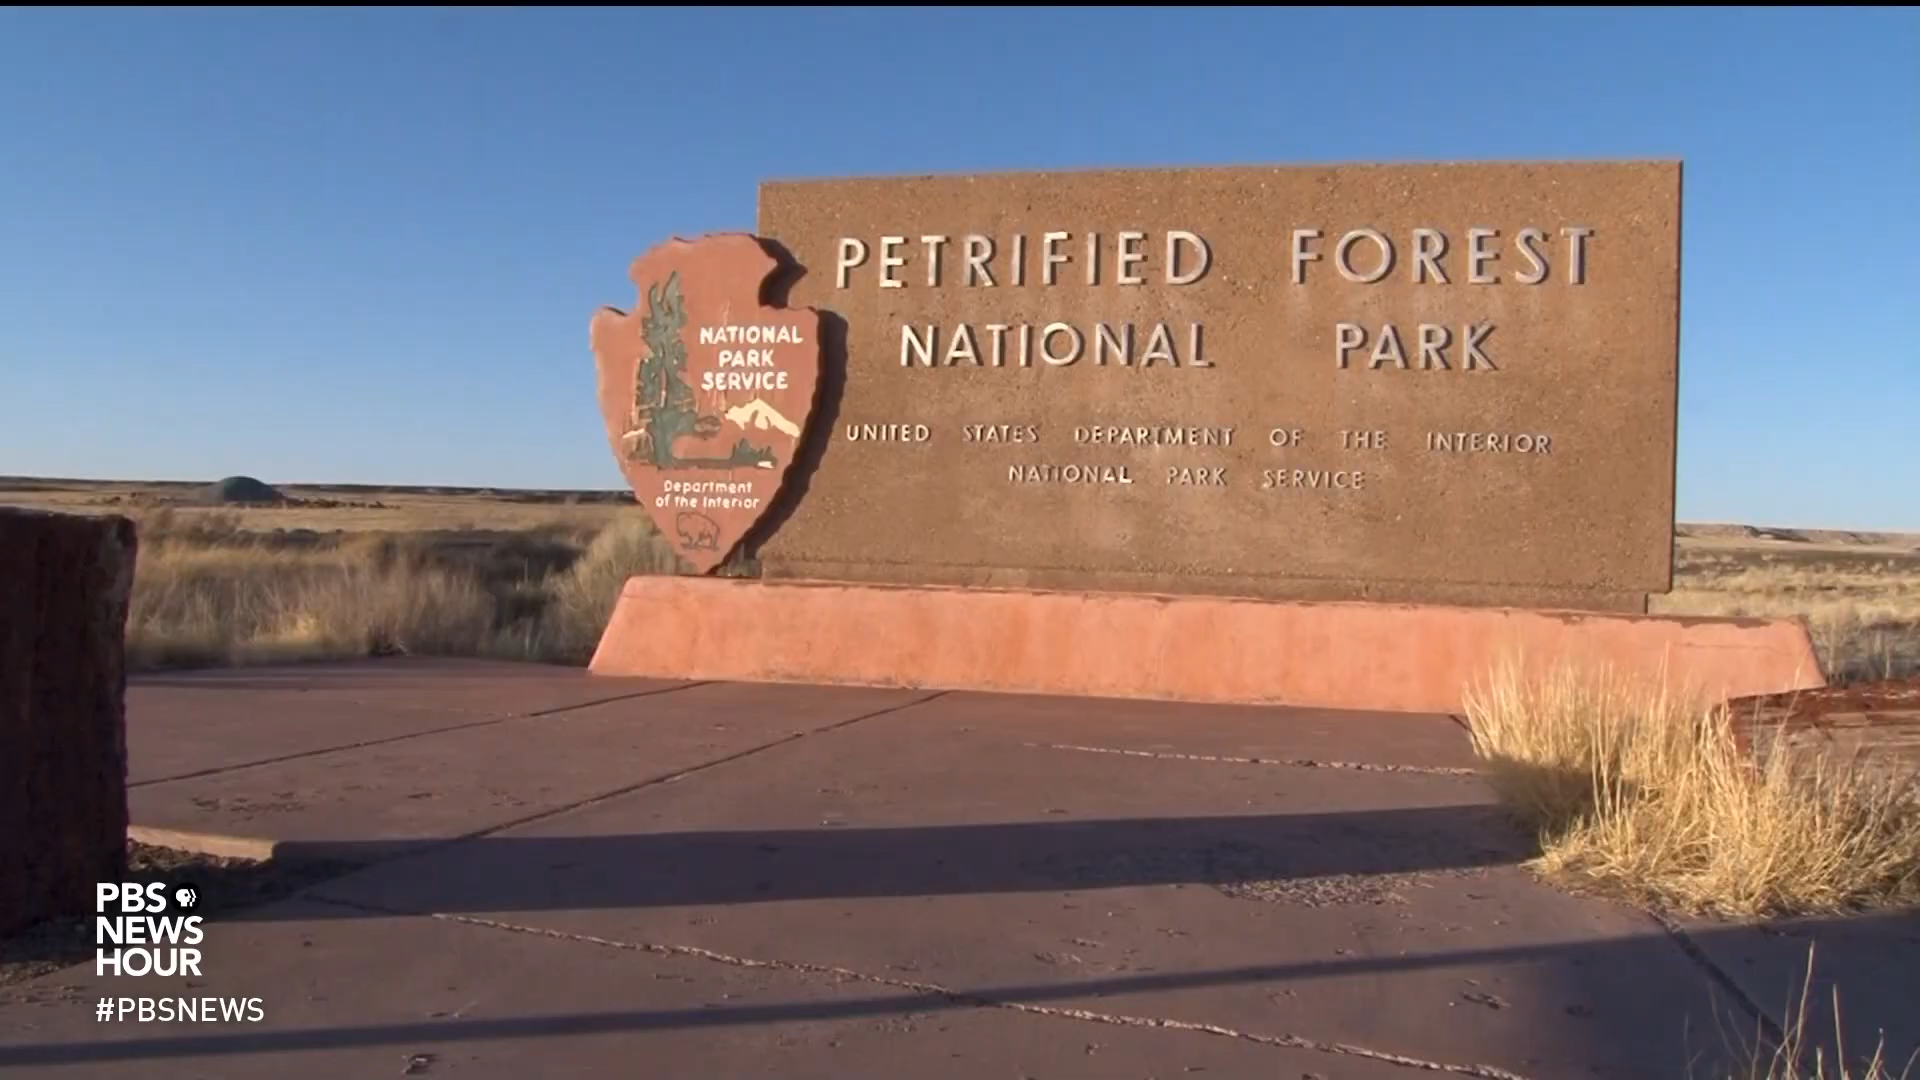 PETRIFIED FOREST
NATIONAL PARK
UNITED STATES DEPARTMENT OF THE INTERIOR
NATIONAL PARK SERVICE
NATIONAL
PARK
SERVICE
Department
of the Interior
PBS
NEWS
HOUR
#PBSNEWS